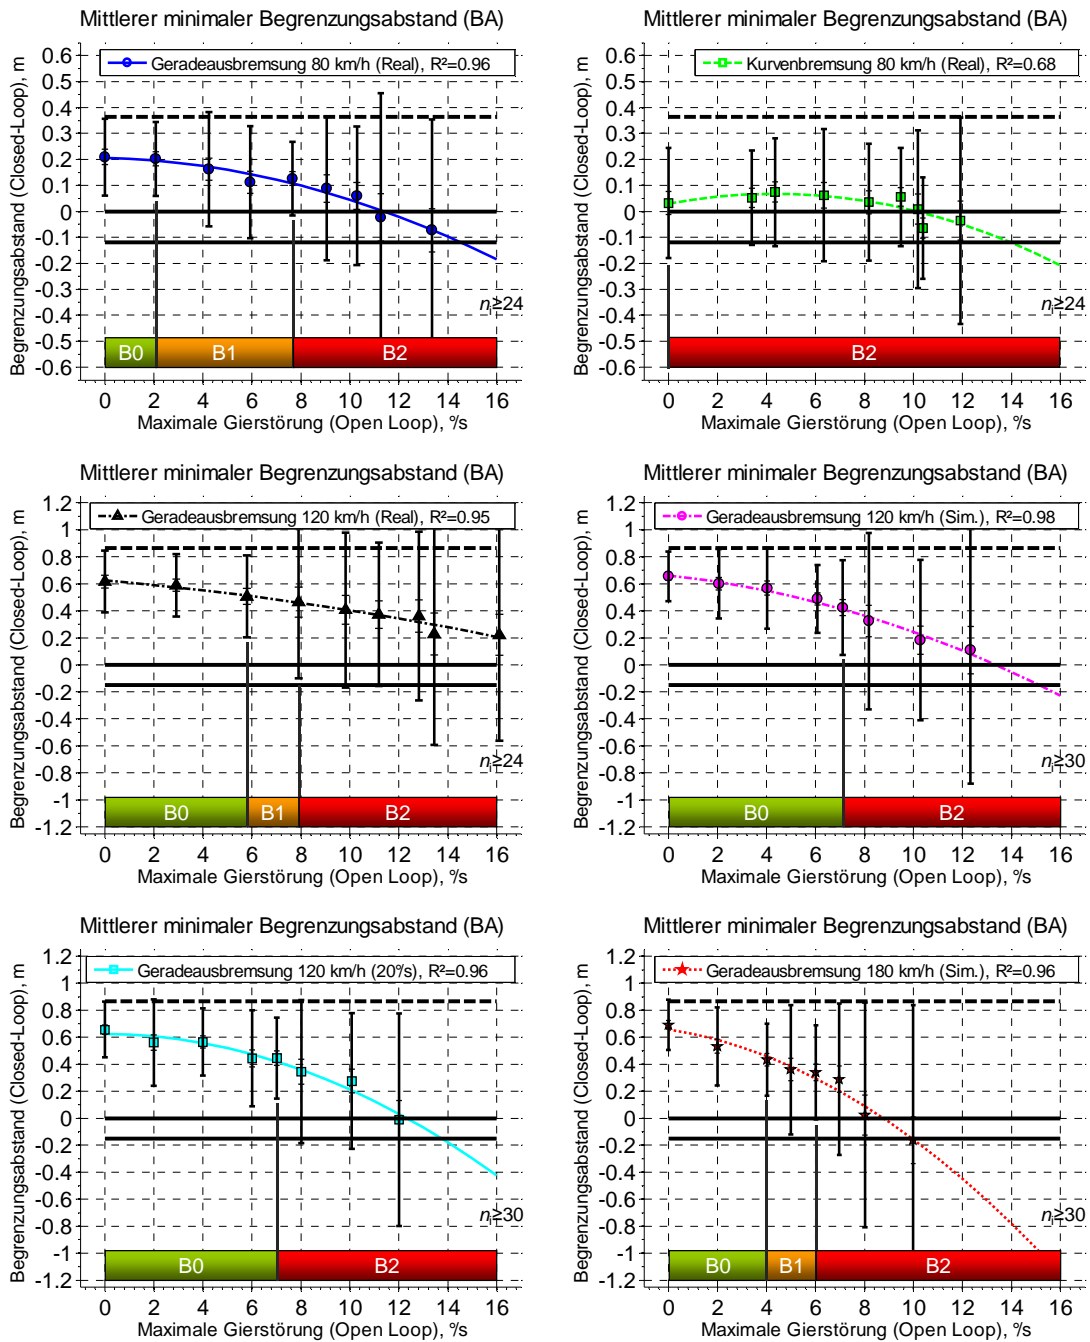 Mittlerer minimaler Begrenzungsabstand (BA)
Geradeausbremsung 80 km/h (Real), R²=0.96
Begrenzungsabstand (Closed-Loop), m
0.6
0.5
0.4
0.3
0.2
0.1
0
-0.1
-0.2
-0.3
-0.4
-0.5
-0.6
nᵢ≥24
B0 B1 B2
0 2 4 6 8 10 12 14 16
Maximale Gierstörung (Open Loop), °/s
Mittlerer minimaler Begrenzungsabstand (BA)
Kurvenbremsung 80 km/h (Real), R²=0.68
Begrenzungsabstand (Closed-Loop), m
0.6
0.5
0.4
0.3
0.2
0.1
0
-0.1
-0.2
-0.3
-0.4
-0.5
-0.6
nᵢ≥24
B2
0 2 4 6 8 10 12 14 16
Maximale Gierstörung (Open Loop), °/s
Mittlerer minimaler Begrenzungsabstand (BA)
Geradeausbremsung 120 km/h (Real), R²=0.95
Begrenzungsabstand (Closed-Loop), m
1.2
1
0.8
0.6
0.4
0.2
0
-0.2
-0.4
-0.6
-0.8
-1
-1.2
nᵢ≥24
B0 B1 B2
0 2 4 6 8 10 12 14 16
Maximale Gierstörung (Open Loop), °/s
Mittlerer minimaler Begrenzungsabstand (BA)
Geradeausbremsung 120 km/h (Sim.), R²=0.98
Begrenzungsabstand (Closed-Loop), m
1.2
1
0.8
0.6
0.4
0.2
0
-0.2
-0.4
-0.6
-0.8
-1
-1.2
nᵢ≥30
B0 B2
0 2 4 6 8 10 12 14 16
Maximale Gierstörung (Open Loop), °/s
Mittlerer minimaler Begrenzungsabstand (BA)
Geradeausbremsung 120 km/h (20°/s), R²=0.96
Begrenzungsabstand (Closed-Loop), m
1.2
1
0.8
0.6
0.4
0.2
0
-0.2
-0.4
-0.6
-0.8
-1
-1.2
nᵢ≥30
B0 B2
0 2 4 6 8 10 12 14 16
Maximale Gierstörung (Open Loop), °/s
Mittlerer minimaler Begrenzungsabstand (BA)
Geradeausbremsung 180 km/h (Sim.), R²=0.96
Begrenzungsabstand (Closed-Loop), m
1.2
1
0.8
0.6
0.4
0.2
0
-0.2
-0.4
-0.6
-0.8
-1
-1.2
nᵢ≥30
B0 B1 B2
0 2 4 6 8 10 12 14 16
Maximale Gierstörung (Open Loop), °/s